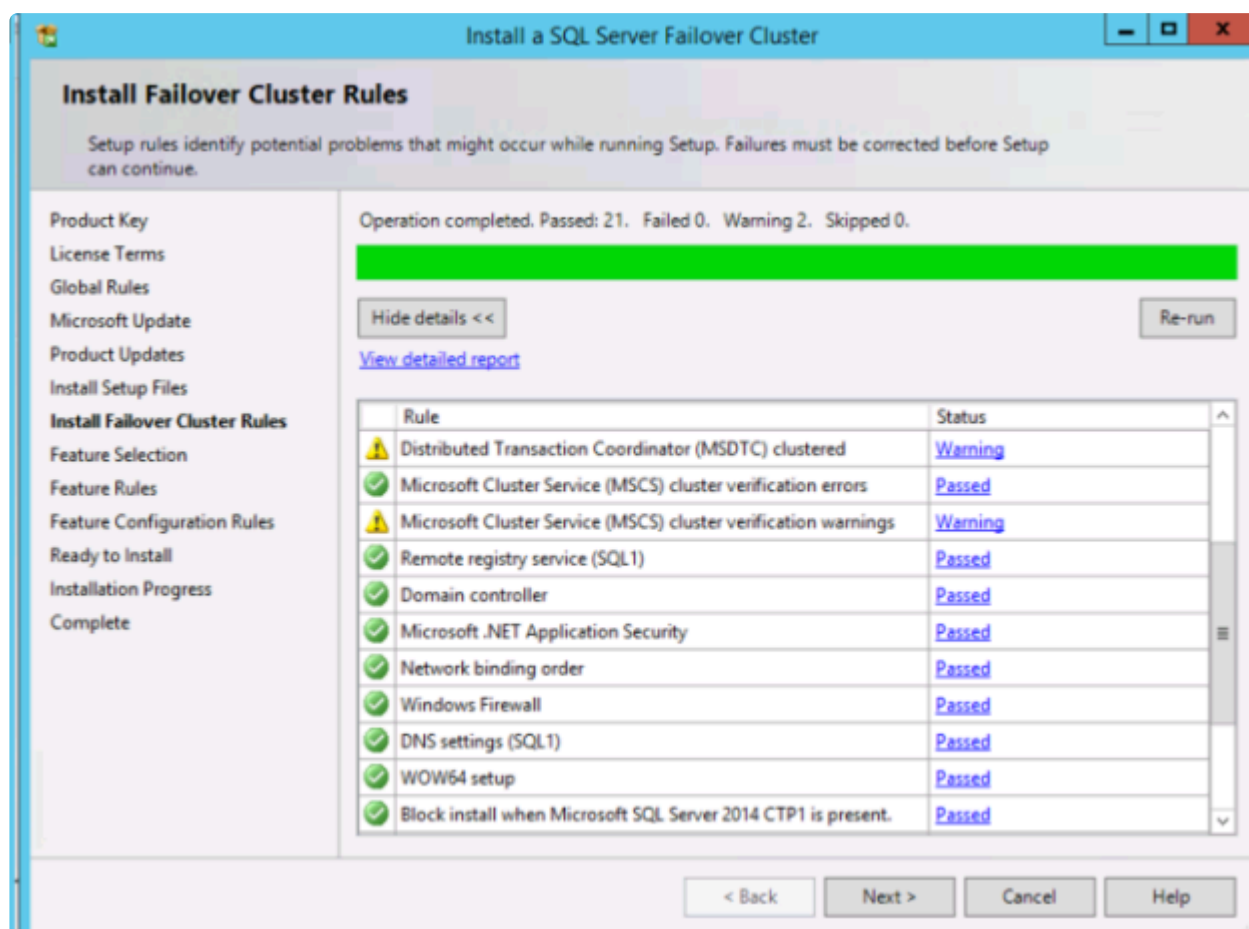 Install a SQL Server Failover Cluster
Install Failover Cluster Rules
Setup rules identify potential problems that might occur while running Setup. Failures must be corrected before Setup
can continue.
Product Key
License Terms
Global Rules
Microsoft Update
Product Updates
Install Setup Files
Install Failover Cluster Rules
Feature Selection
Feature Rules
Feature Configuration Rules
Ready to Install
Installation Progress
Complete
Operation completed. Passed: 21. Failed 0. Warning 2. Skipped 0.
Hide details <<
Re-run
View detailed report
Rule Status
Distributed Transaction Coordinator (MSDTC) clustered Warning
Microsoft Cluster Service (MSCS) cluster verification errors Passed
Microsoft Cluster Service (MSCS) cluster verification warnings Warning
Remote registry service (SQL1) Passed
Domain controller Passed
Microsoft .NET Application Security Passed
Network binding order Passed
Windows Firewall Passed
DNS settings (SQL1) Passed
WOW64 setup Passed
Block install when Microsoft SQL Server 2014 CTP1 is present. Passed
< Back Next > Cancel Help